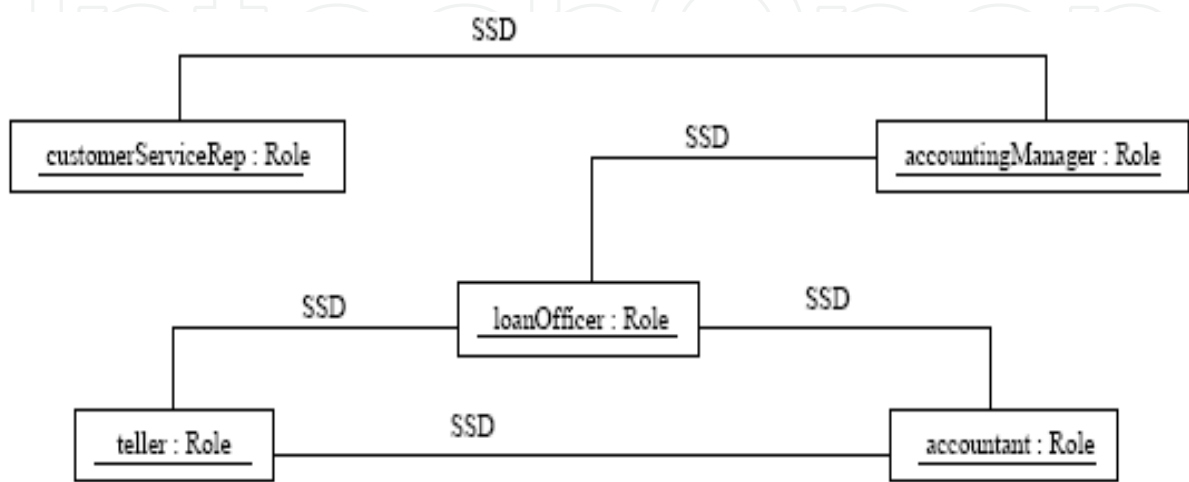 SSD
customerServiceRep : Role
SSD
accountingManager : Role
SSD
loanOfficer : Role
SSD
teller : Role
SSD
accountant : Role